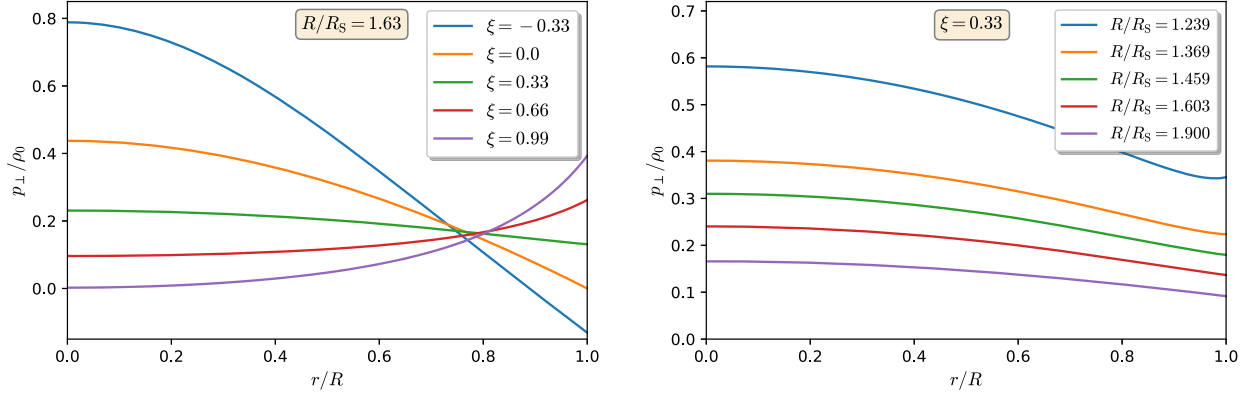 R/R_S = 1.63
ξ = −0.33
ξ = 0.0
ξ = 0.33
ξ = 0.66
ξ = 0.99
p_⊥/ρ_0
0.8
0.6
0.4
0.2
0.0
0.0 0.2 0.4 0.6 0.8 1.0
r/R
ξ = 0.33
R/R_S = 1.239
R/R_S = 1.369
R/R_S = 1.459
R/R_S = 1.603
R/R_S = 1.900
p_⊥/ρ_0
0.7
0.6
0.5
0.4
0.3
0.2
0.1
0.0
0.0 0.2 0.4 0.6 0.8 1.0
r/R